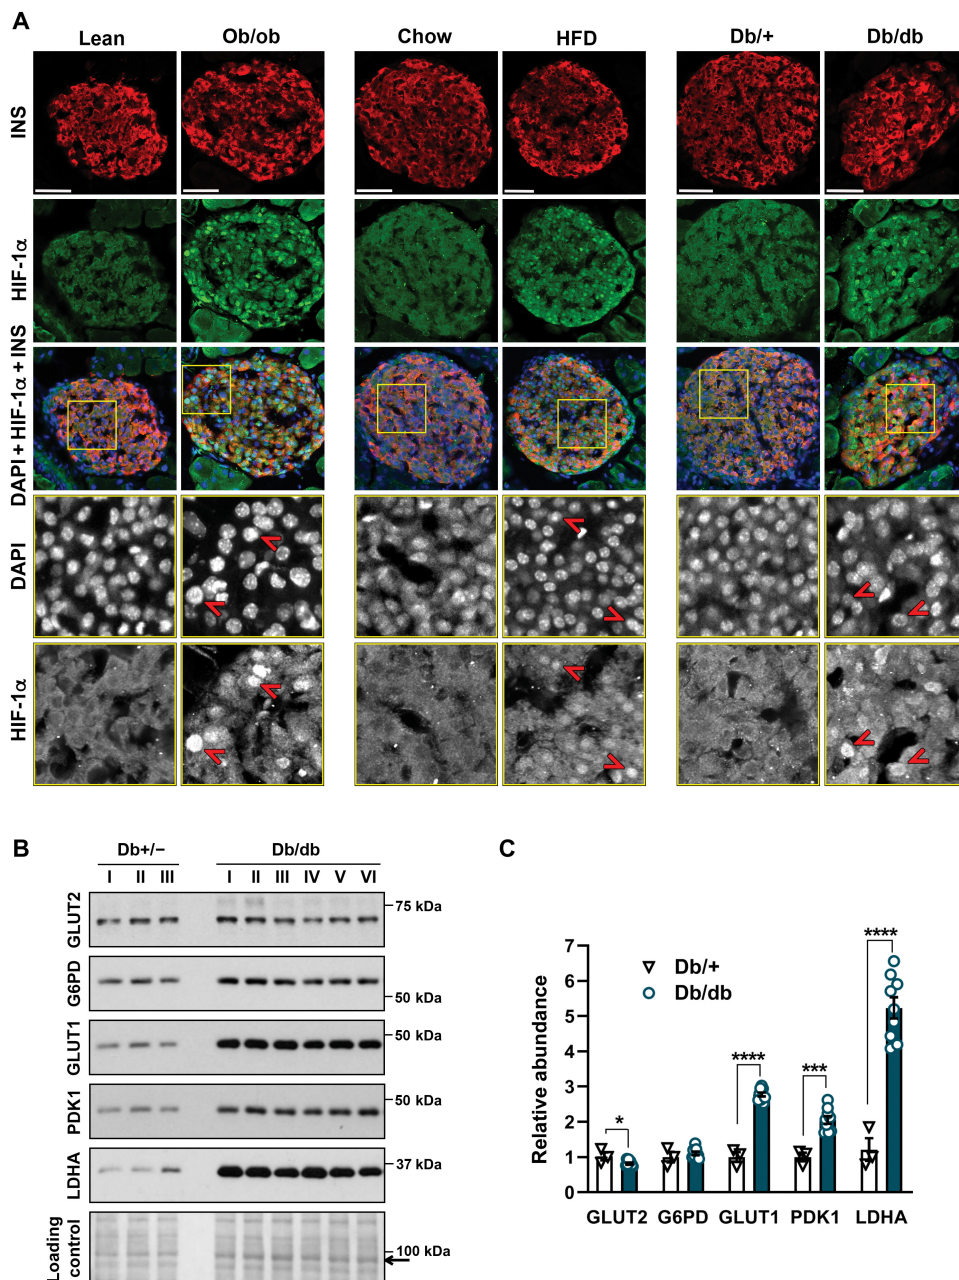 A
Lean Ob/ob Chow HFD Db/+ Db/db
INS
HIF-1α
DAPI + HIF-1α + INS
DAPI
HIF-1α
B
Db+/− Db/db
I II III I II III IV V VI
GLUT2
75 kDa
G6PD
50 kDa
GLUT1
50 kDa
PDK1
50 kDa
LDHA
37 kDa
Loading
control
100 kDa
C
Relative abundance
7
6
5
4
3
2
1
0
Db/+
Db/db
*
****
***
****
GLUT2 G6PD GLUT1 PDK1 LDHA